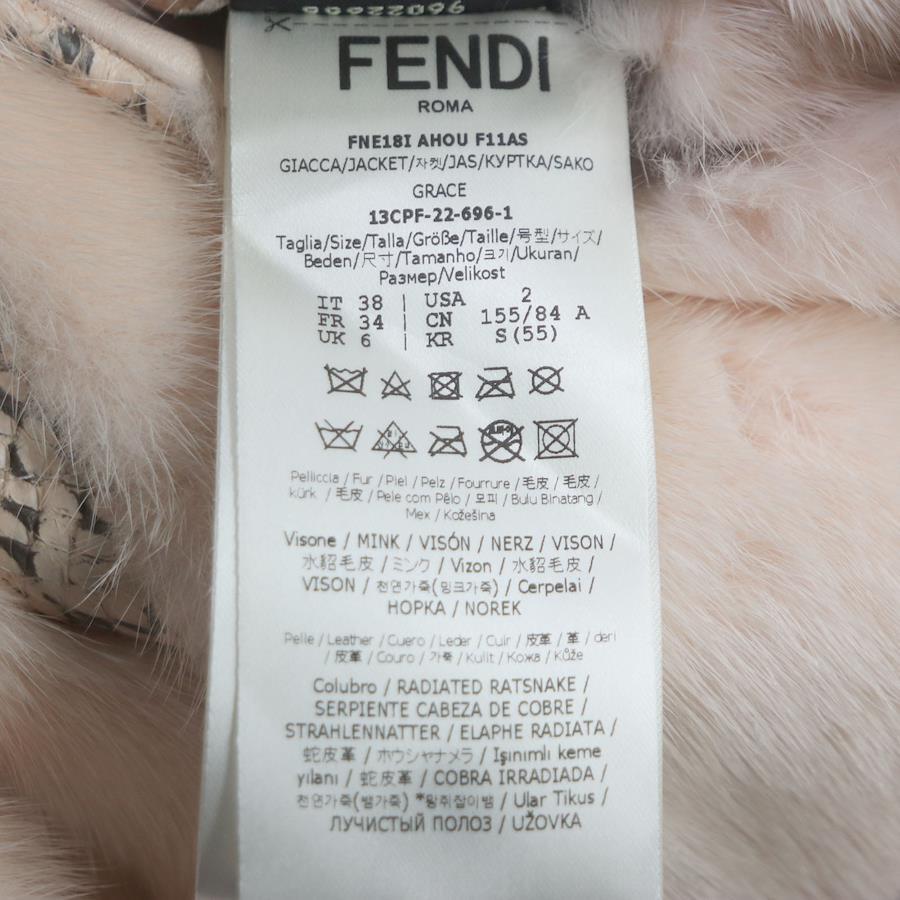 FENDI
ROMA
FNE18I AHOU F11AS
GIACCA/JACKET/자켓/JAS/КУРТКА/SAKO
GRACE
13CPF-22-696-1
Taglia/Size/Talla/Größe/Taille/号型/サイズ/
Beden/尺寸/Tamanho/크기/Ukuran/
Размер/Velikost
IT 38 | USA 2
FR 34 | CN 155/84 A
UK 6 | KR S(55)
Pelliccia / Fur / Piel / Pelz / Fourrure / 毛皮 / 毛皮 /
kürk / 毛皮 / Pele com Pêlo / 모피 / Bulu Binatang /
Mex / Kožešina
Visone / MINK / VISÓN / NERZ / VISON /
水貂毛皮 / ミンク / Vizon / 水貂毛皮 /
VISON / 천연가죽(밍크가죽) / Cerpelai /
НОРКА / NOREK
Pelle / Leather / Cuero / Leder / Cuir / 皮革 / 革 / deri
/ 皮革 / Couro / 가죽 / Kulit / Кожа / Kůže
Colubro / RADIATED RATSNAKE /
SERPIENTE CABEZA DE COBRE /
STRAHLENNATTER / ELAPHE RADIATA /
蛇皮革 / ホウシャナメラ / Işınımlı keme
yılanı / 蛇皮革 / COBRA IRRADIADA /
천연가죽(뱀가죽) *왕쥐잡이뱀 / Ular Tikus /
ЛУЧИСТЫЙ ПОЛОЗ / UŽOVKA